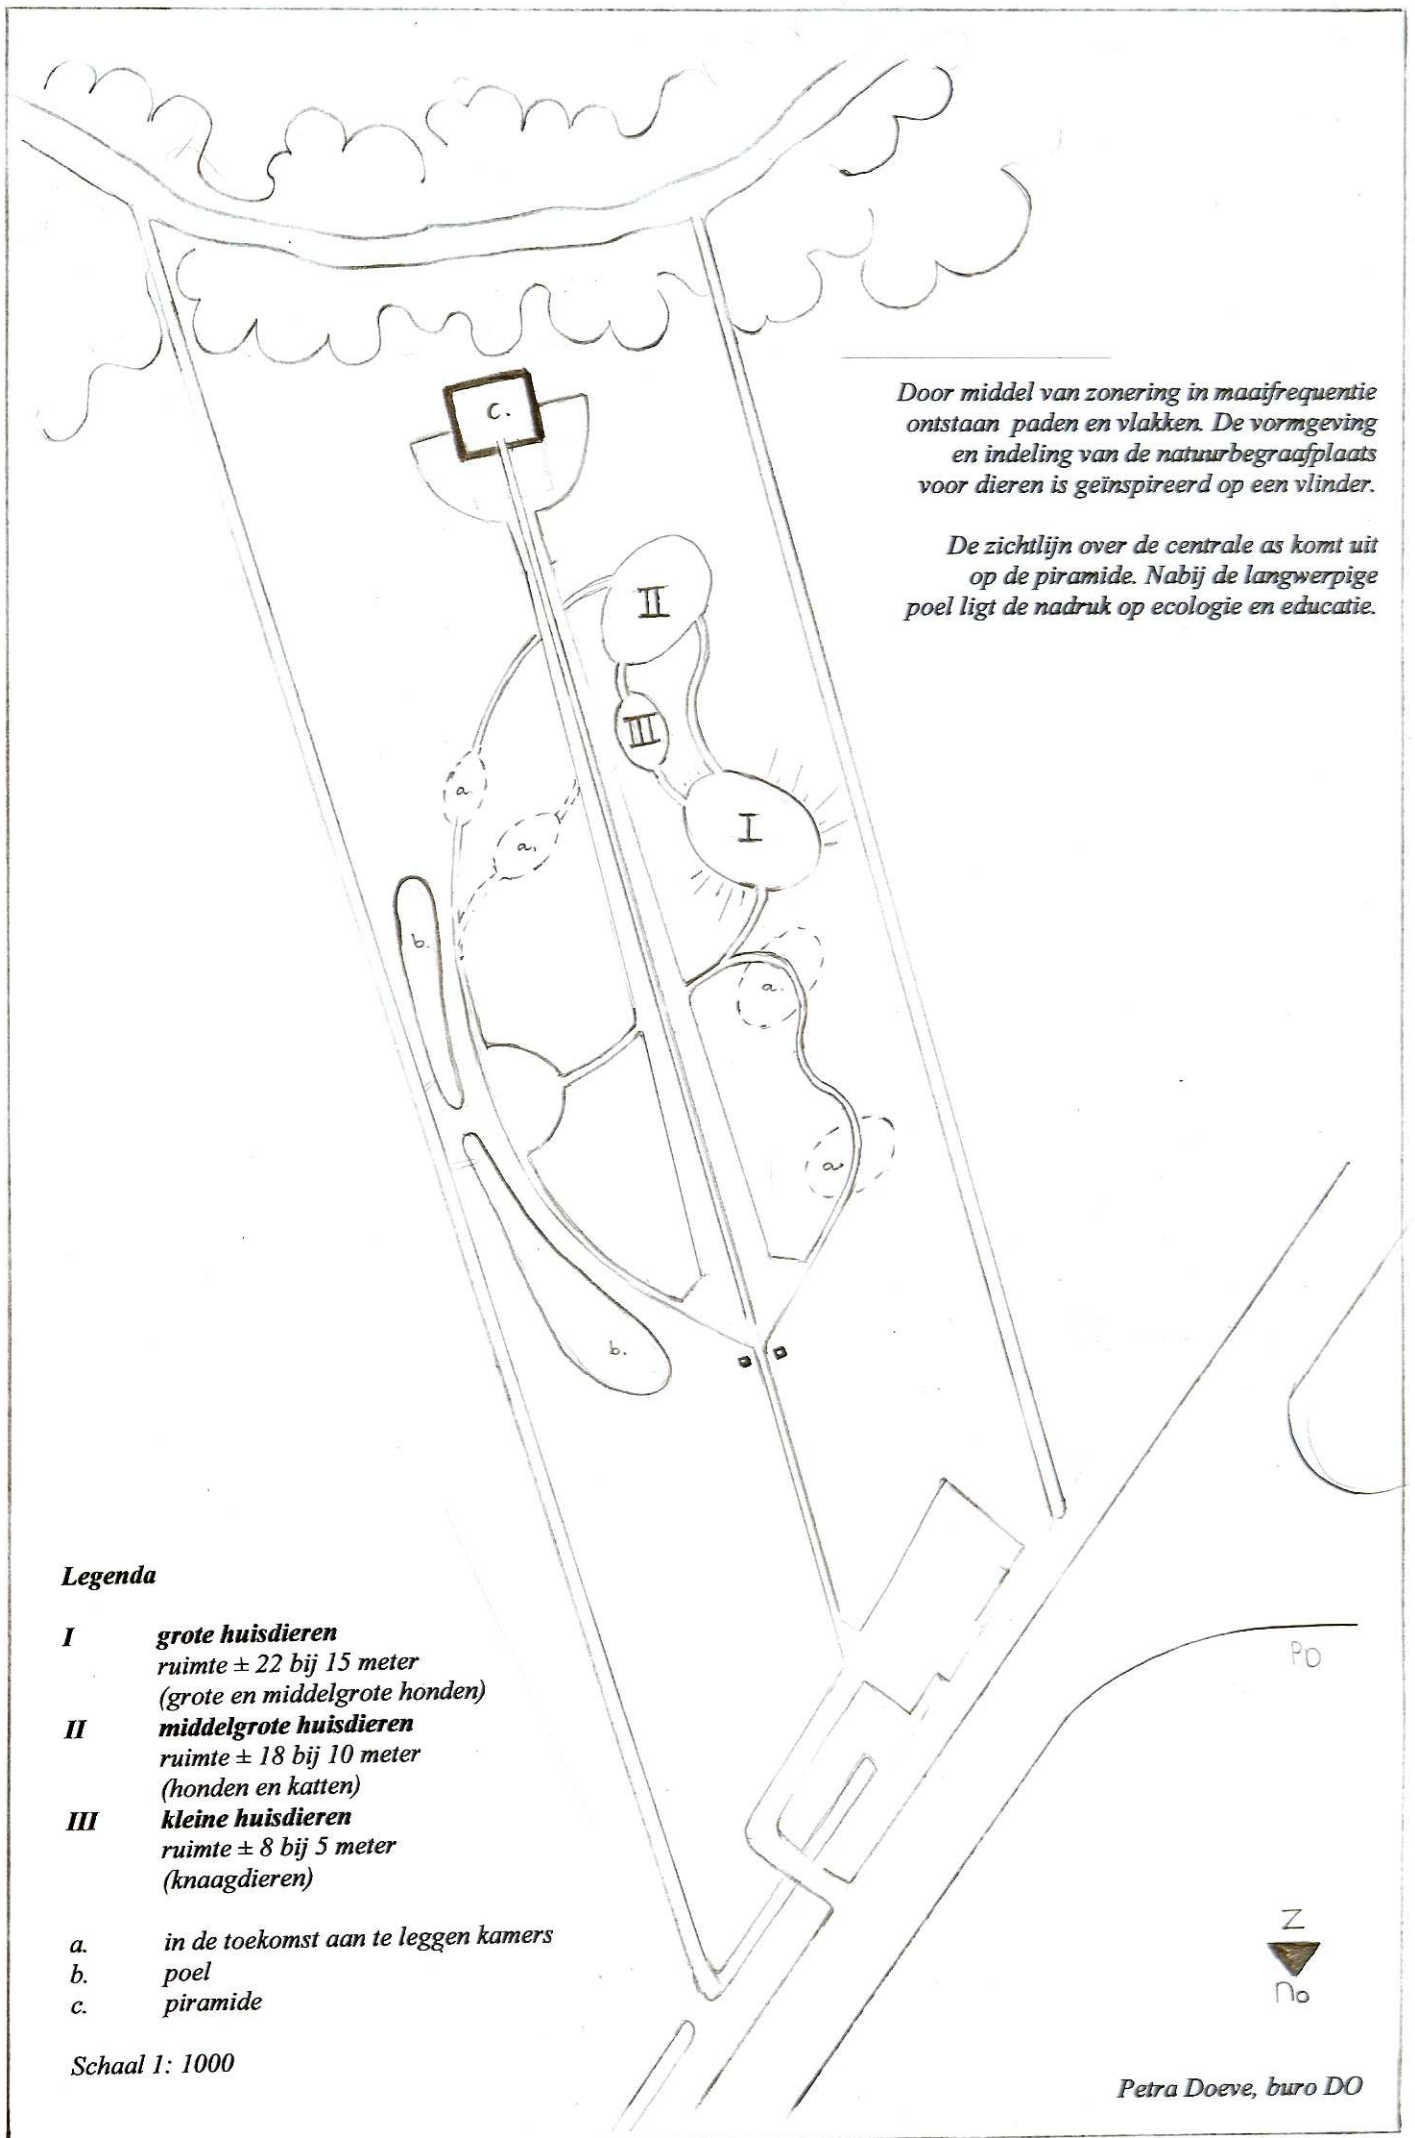 c.
Door middel van zonering in maaifrequentie
ontstaan paden en vlakken. De vormgeving
en indeling van de natuurbegraafplaats
voor dieren is geïnspireerd op een vlinder.
De zichtlijn over de centrale as komt uit
op de piramide. Nabij de langwerpige
poel ligt de nadruk op ecologie en educatie.
II
III
a.
I
a.
b.
a.
a
b.
Legenda
I grote huisdieren
ruimte ± 22 bij 15 meter
(grote en middelgrote honden)
II middelgrote huisdieren
ruimte ± 18 bij 10 meter
(honden en katten)
III kleine huisdieren
ruimte ± 8 bij 5 meter
(knaagdieren)
a. in de toekomst aan te leggen kamers
b. poel
c. piramide
Schaal 1: 1000
PD
Z
no
Petra Doeve, buro DO